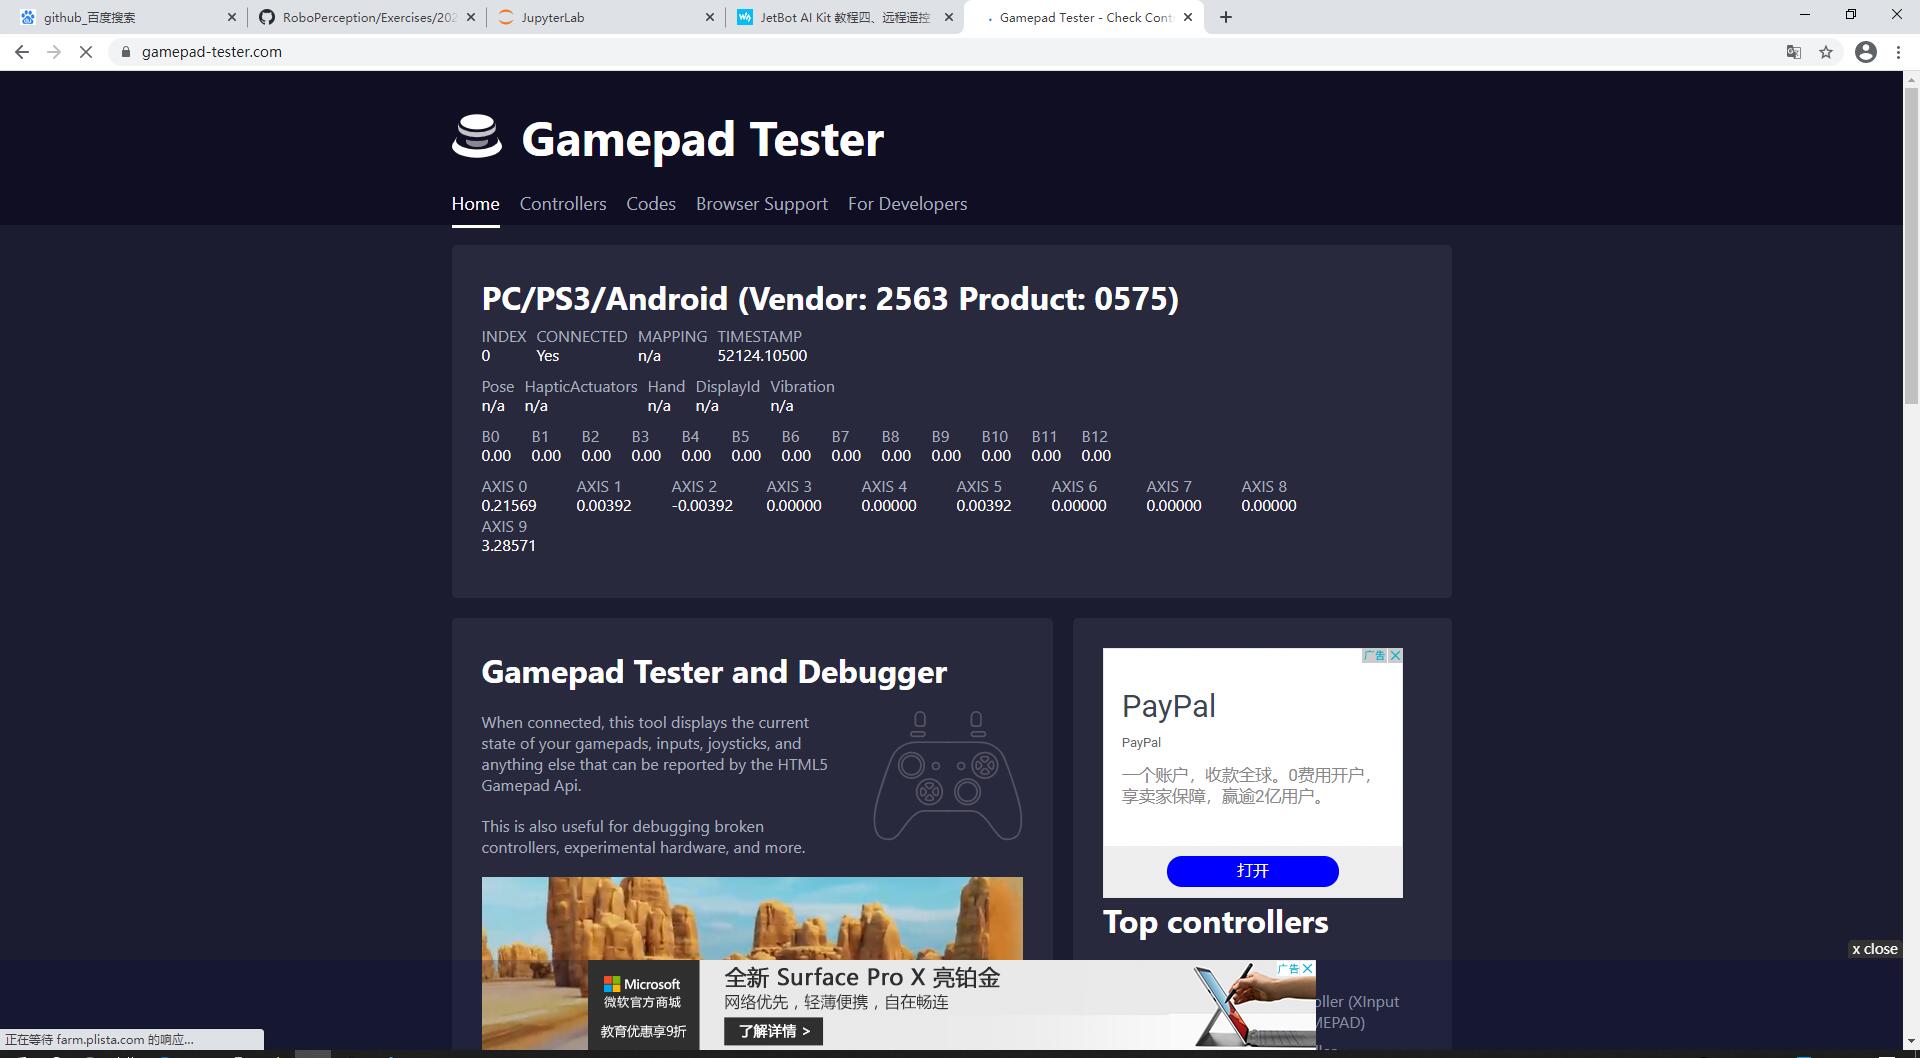 github_百度搜索
RoboPerception/Exercises/202
JupyterLab
JetBot AI Kit 教程四、远程遥控
Gamepad Tester - Check Cont
gamepad-tester.com
Gamepad Tester
Home Controllers Codes Browser Support For Developers
PC/PS3/Android (Vendor: 2563 Product: 0575)
INDEX CONNECTED MAPPING TIMESTAMP
0 Yes n/a 52124.10500
Pose HapticActuators Hand DisplayId Vibration
n/a n/a n/a n/a n/a
B0 B1 B2 B3 B4 B5 B6 B7 B8 B9 B10 B11 B12
0.00 0.00 0.00 0.00 0.00 0.00 0.00 0.00 0.00 0.00 0.00 0.00 0.00
AXIS 0 AXIS 1 AXIS 2 AXIS 3 AXIS 4 AXIS 5 AXIS 6 AXIS 7 AXIS 8
0.21569 0.00392 -0.00392 0.00000 0.00000 0.00392 0.00000 0.00000 0.00000
AXIS 9
3.28571
Gamepad Tester and Debugger
When connected, this tool displays the current
state of your gamepads, inputs, joysticks, and
anything else that can be reported by the HTML5
Gamepad Api.
This is also useful for debugging broken
controllers, experimental hardware, and more.
广告
PayPal
PayPal
一个账户，收款全球。0费用开户，
享卖家保障，赢逾2亿用户。
打开
Top controllers
x close
Microsoft
微软官方商城
教育优惠享9折
全新 Surface Pro X 亮铂金
网络优先，轻薄便携，自在畅连
了解详情 >
广告
oller (XInput
MEPAD)
正在等待 farm.plista.com 的响应...